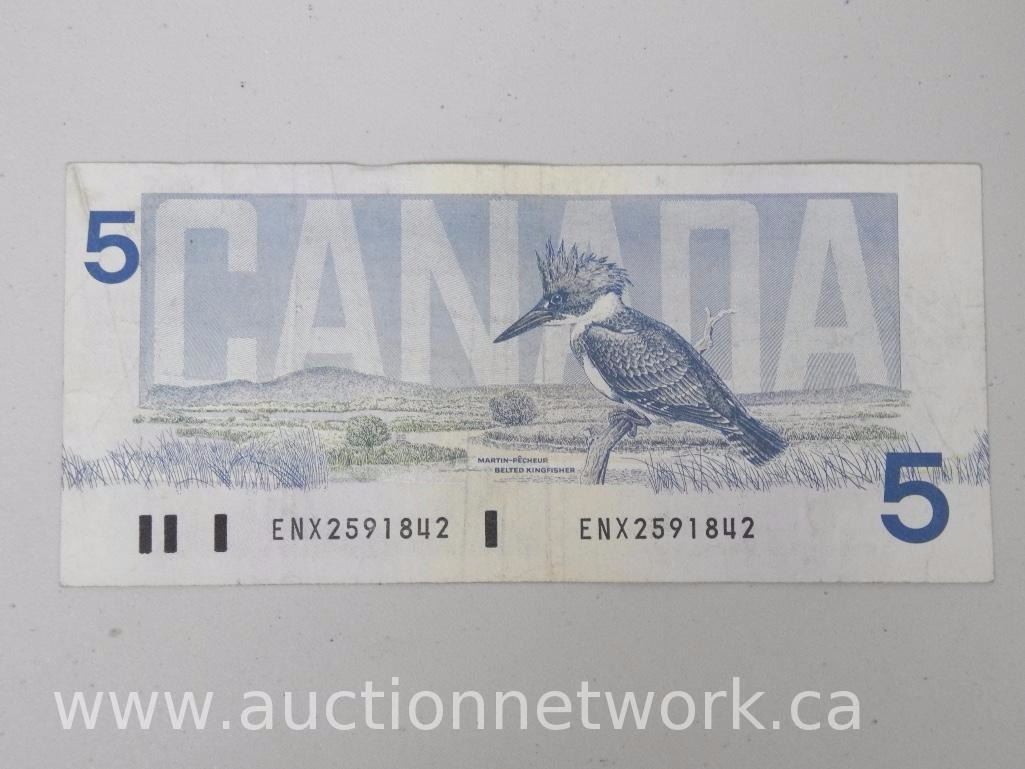 5
CANADA
MARTIN-PÊCHEUR
BELTED KINGFISHER
5
ENX2591842 ENX2591842
www.auctionnetwork.ca